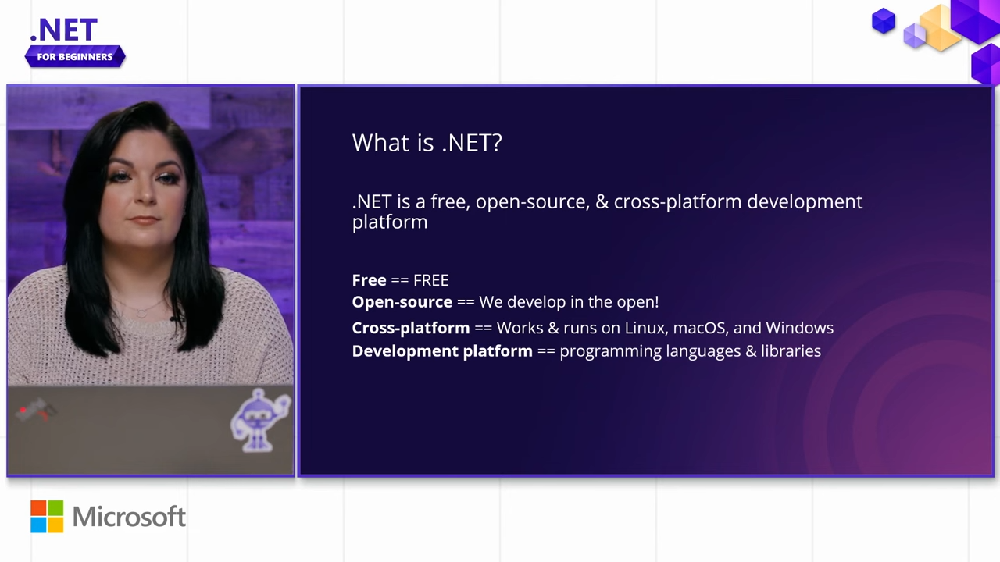 .NET
FOR BEGINNERS
What is .NET?
.NET is a free, open-source, & cross-platform development
platform
Free == FREE
Open-source == We develop in the open!
Cross-platform == Works & runs on Linux, macOS, and Windows
Development platform == programming languages & libraries
Microsoft